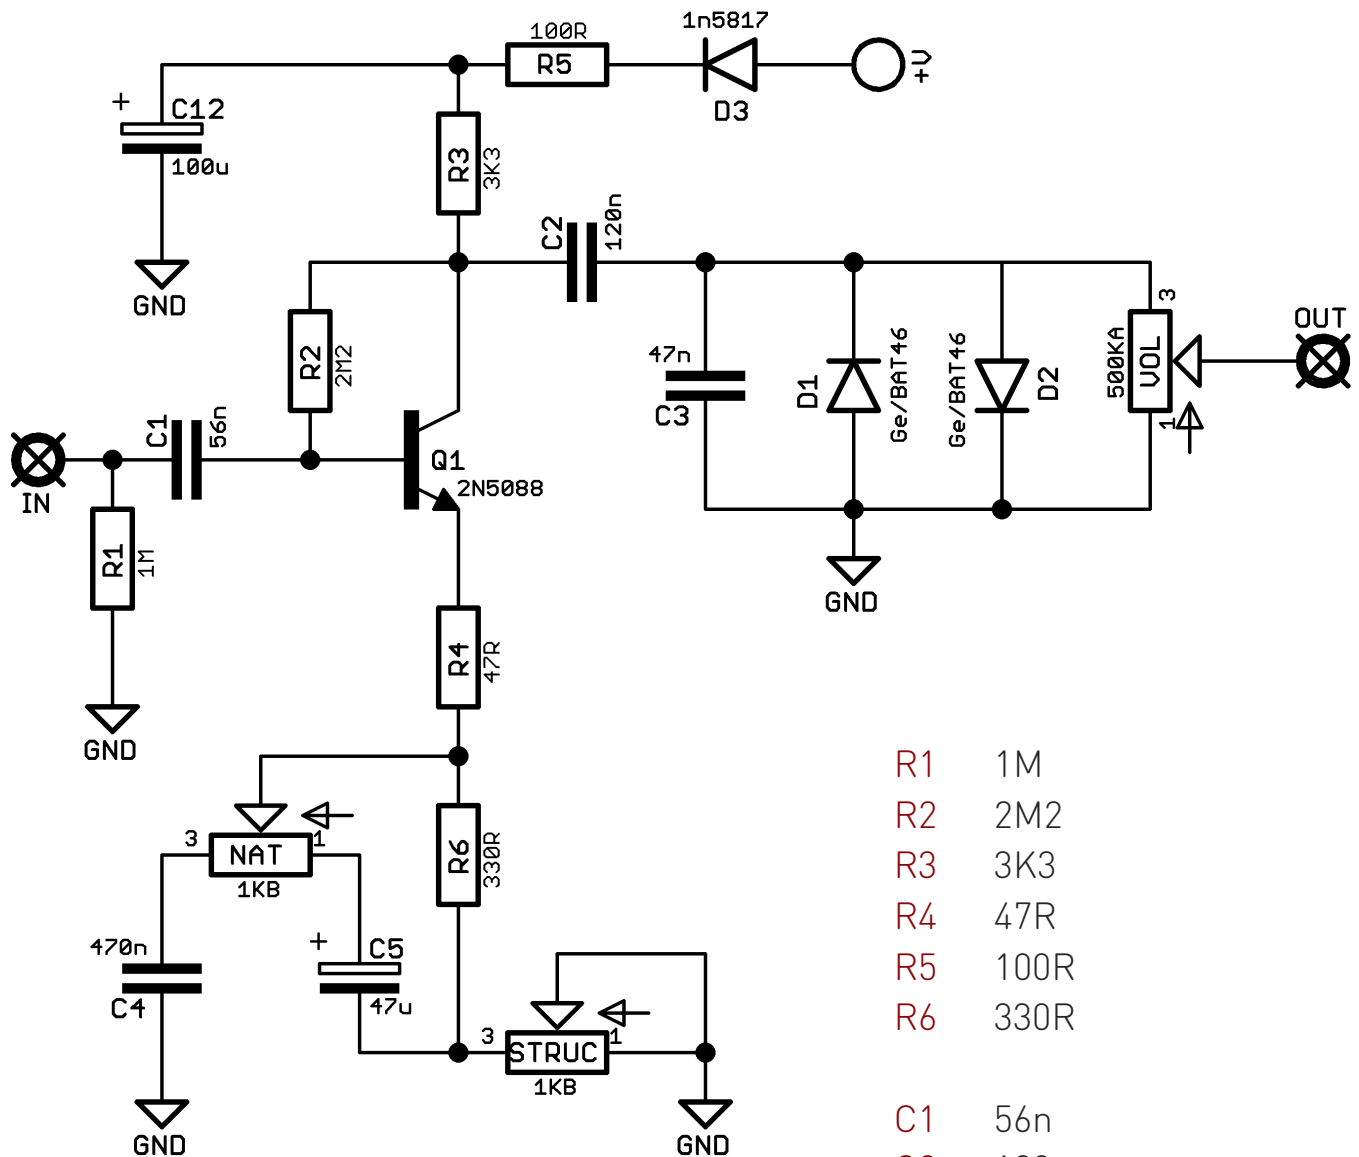 1n5817
100R
R5
V+
D3
+
C12
100u
R3
3K3
GND
C2
120n
R2
2M2
47n
C3
D1
Ge/BAT46
Ge/BAT46
D2
3
500KA
VOL
1
OUT
C1
56n
IN
Q1
2N5088
R1
1M
GND
GND
R4
47R
3
NAT
1
1KB
R6
330R
470n
C4
+
C5
47u
3
STRUC
1
1KB
GND
GND
R1 1M
R2 2M2
R3 3K3
R4 47R
R5 100R
R6 330R
C1 56n